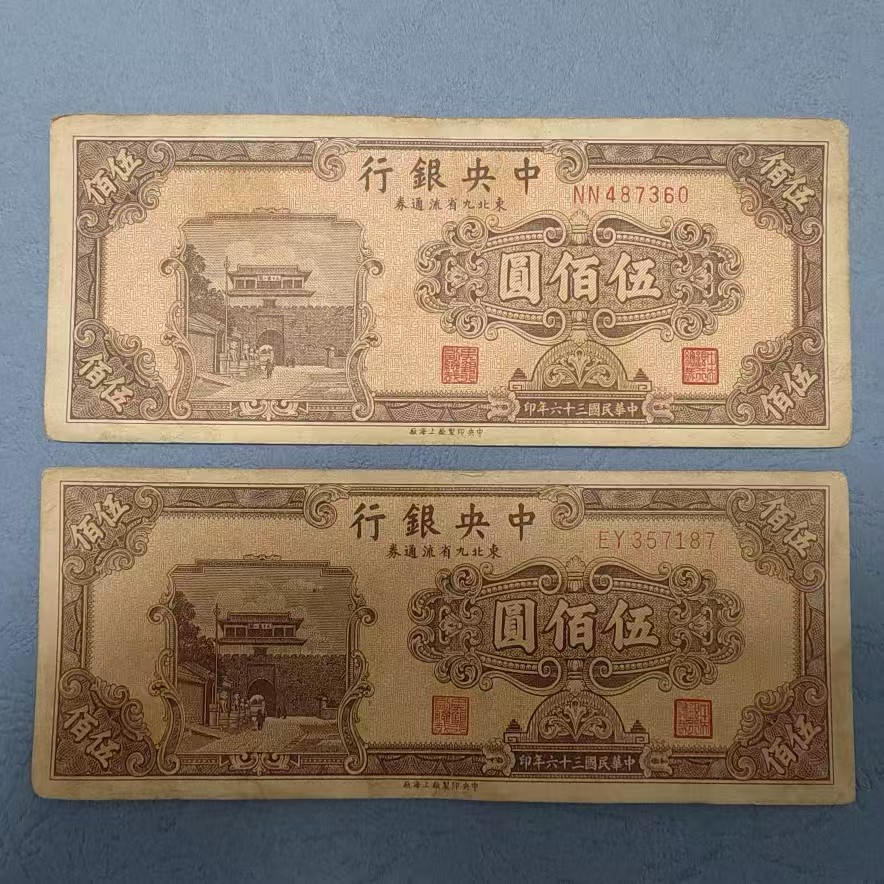 中央銀行
東北九省流通券
NN487360
伍佰
伍佰
伍佰圓
伍佰
伍佰
中華民國三十六年印
中央印製廠上海廠
中央銀行
東北九省流通券
EY357187
伍佰
伍佰
伍佰圓
伍佰
伍佰
中華民國三十六年印
中央印製廠上海廠